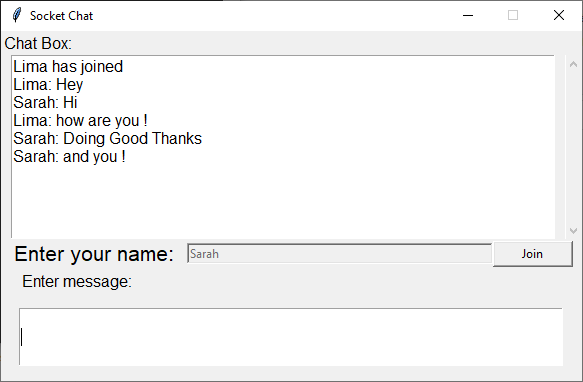 Socket Chat
Chat Box:
Lima has joined
Lima: Hey
Sarah: Hi
Lima: how are you !
Sarah: Doing Good Thanks
Sarah: and you !
Enter your name: Sarah Join
Enter message: